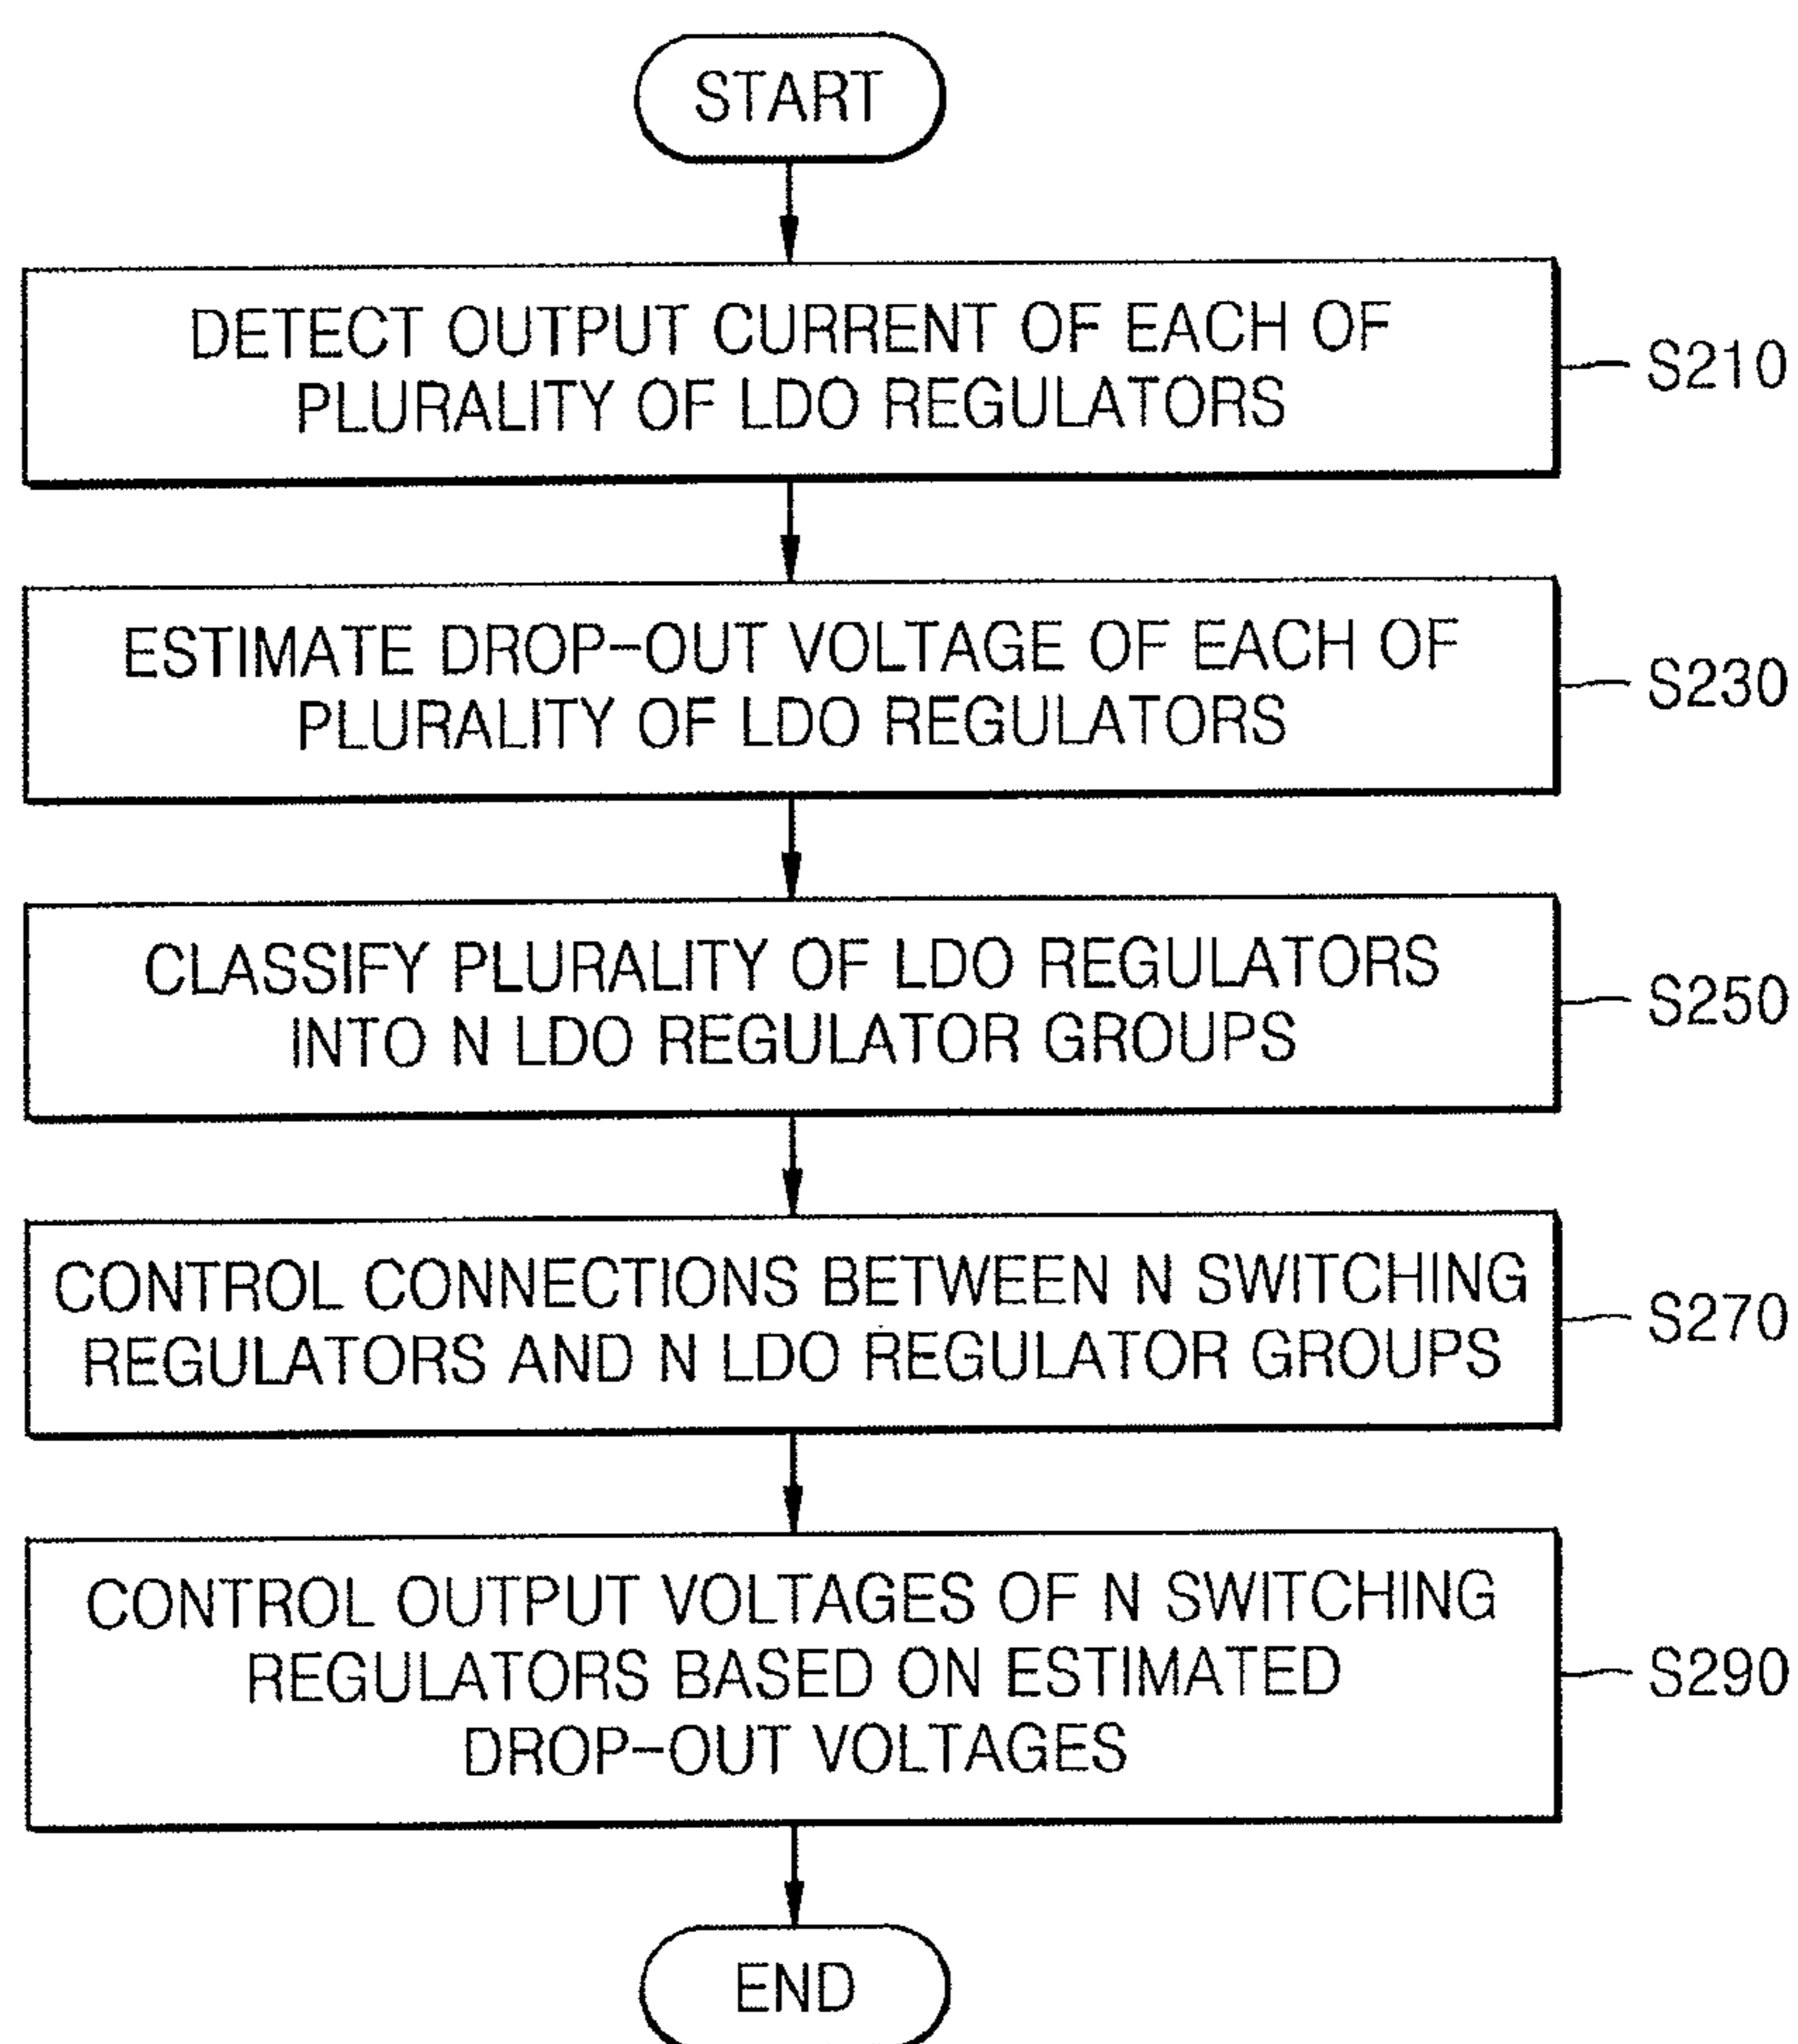 START
DETECT OUTPUT CURRENT OF EACH OF
PLURALITY OF LDO REGULATORS
S210
ESTIMATE DROP-OUT VOLTAGE OF EACH OF
PLURALITY OF LDO REGULATORS
S230
CLASSIFY PLURALITY OF LDO REGULATORS
INTO N LDO REGULATOR GROUPS
S250
CONTROL CONNECTIONS BETWEEN N SWITCHING
REGULATORS AND N LDO REGULATOR GROUPS
S270
CONTROL OUTPUT VOLTAGES OF N SWITCHING
REGULATORS BASED ON ESTIMATED
DROP-OUT VOLTAGES
S290
END